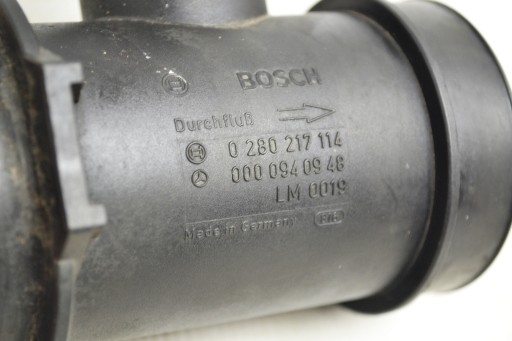 BOSCH
Durchfluß
0 280 217 114
000 094 09 48
LM 0019
Made in Germany